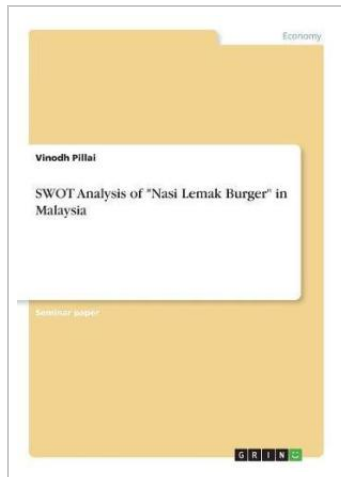 Economy
Vinodh Pillai
SWOT Analysis of "Nasi Lemak Burger" in
Malaysia
Seminar paper
GRIN